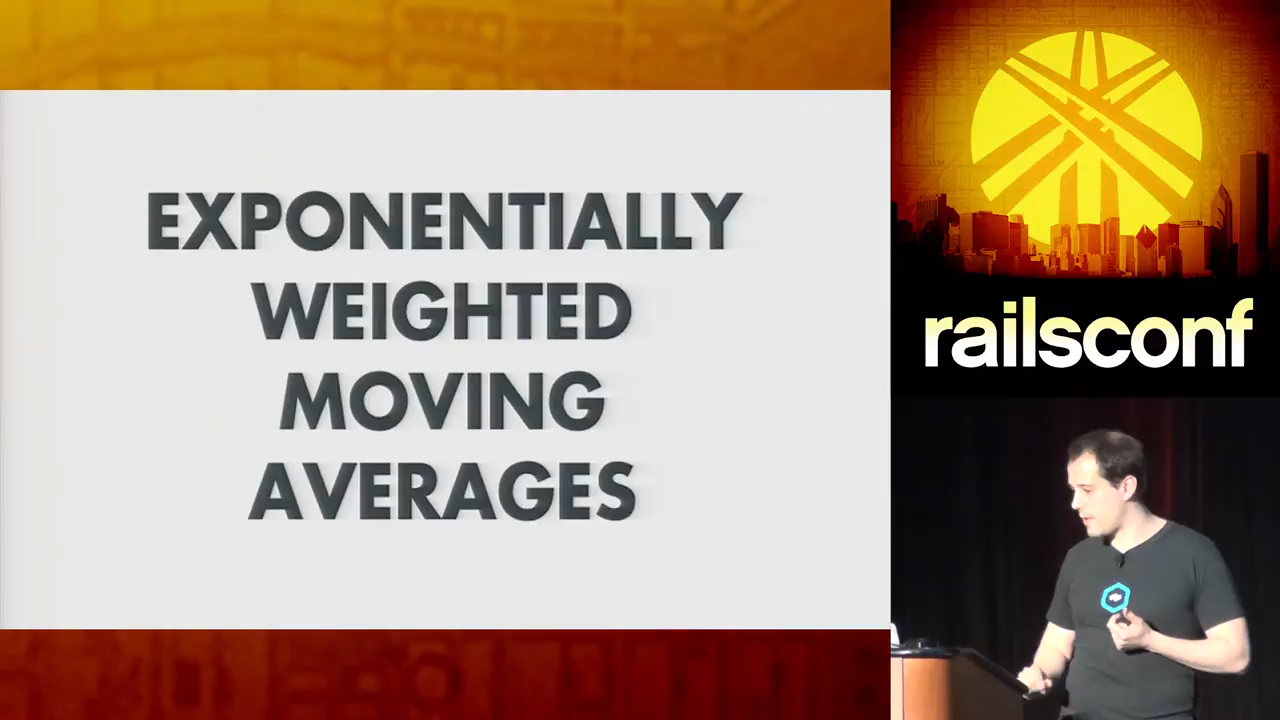 EXPONENTIALLY
WEIGHTED
MOVING
AVERAGES
railsconf